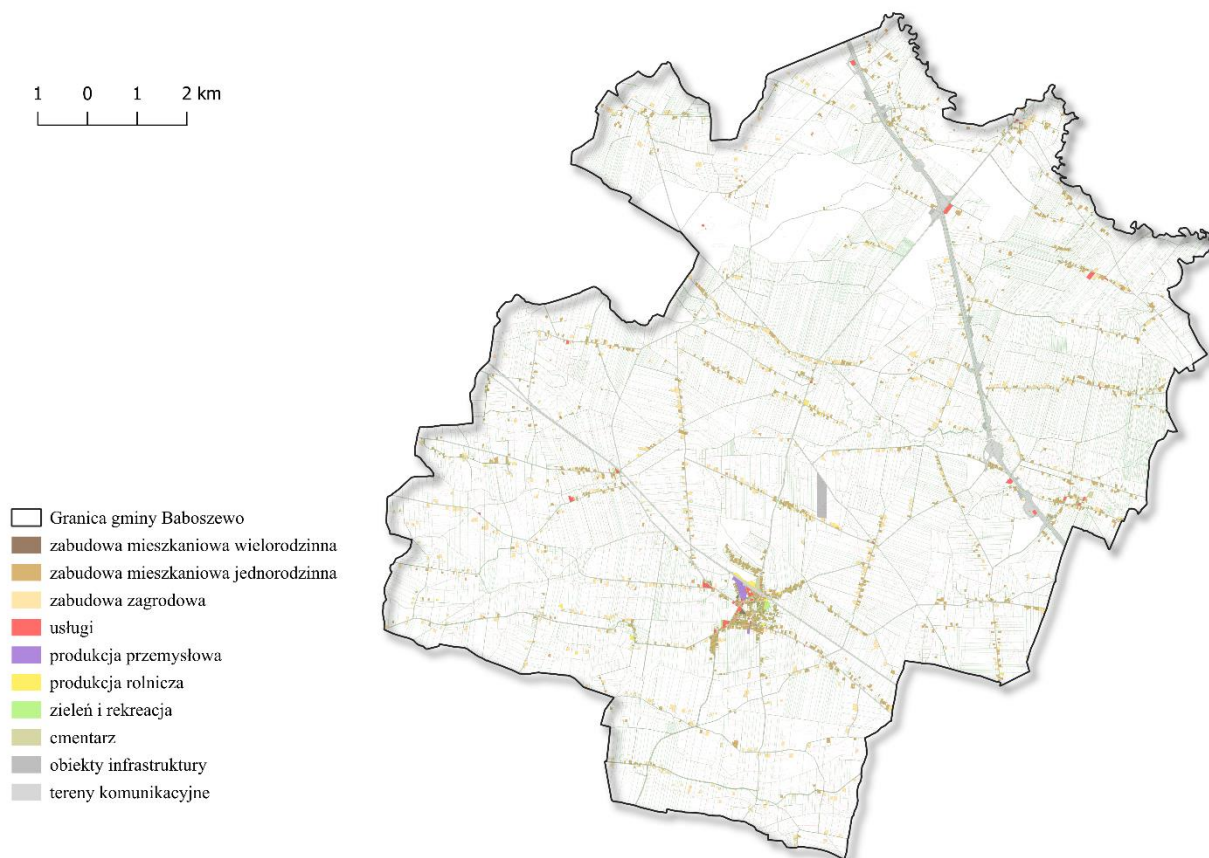 1 0 1 2 km
Granica gminy Baboszewo
zabudowa mieszkaniowa wielorodzinna
zabudowa mieszkaniowa jednorodzinna
zabudowa zagrodowa
usługi
produkcja przemysłowa
produkcja rolnicza
zieleń i rekreacja
cmentarz
obiekty infrastruktury
tereny komunikacyjne